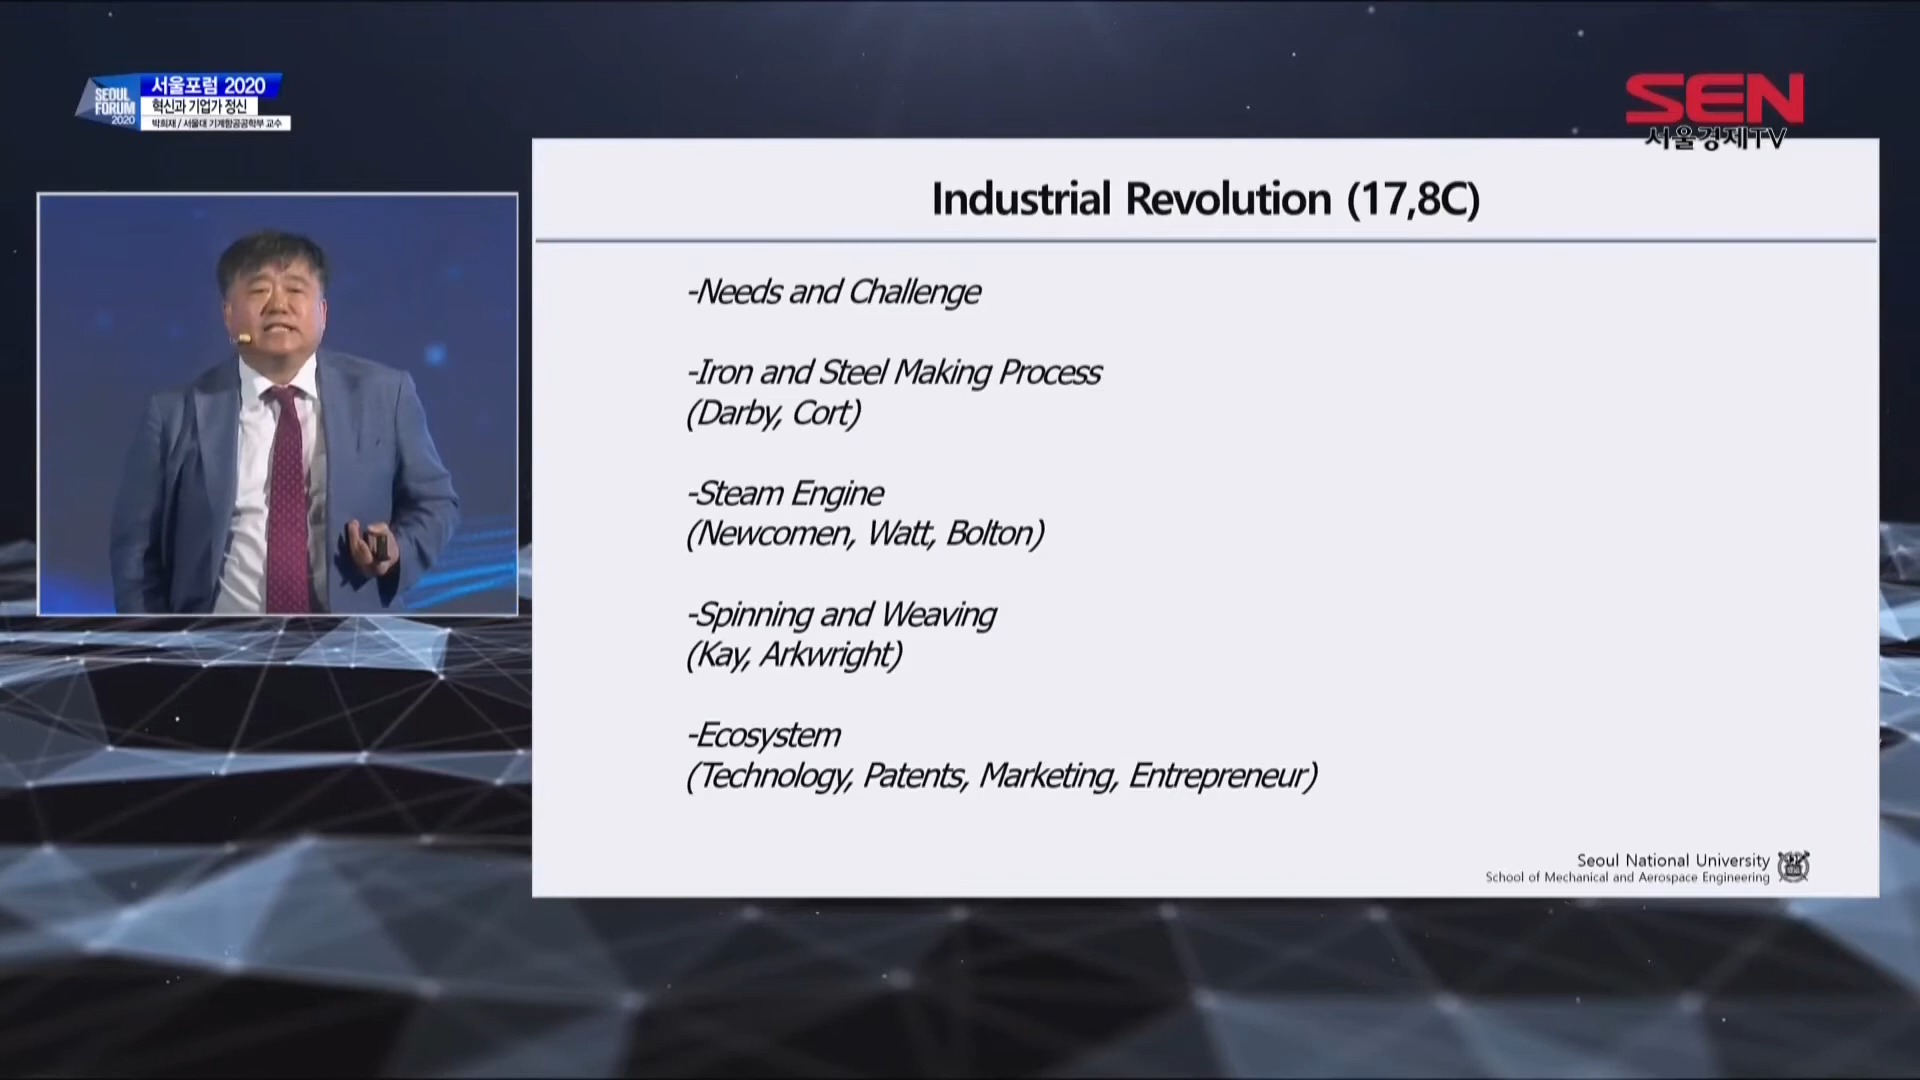 SEOUL
FORUM
2020
서울포럼 2020
혁신과 기업가 정신
박희재 / 서울대 기계항공공학부 교수
SEN
서울경제TV
Industrial Revolution (17,8C)
-Needs and Challenge
-Iron and Steel Making Process
(Darby, Cort)
-Steam Engine
(Newcomen, Watt, Bolton)
-Spinning and Weaving
(Kay, Arkwright)
-Ecosystem
(Technology, Patents, Marketing, Entrepreneur)
Seoul National University
School of Mechanical and Aerospace Engineering